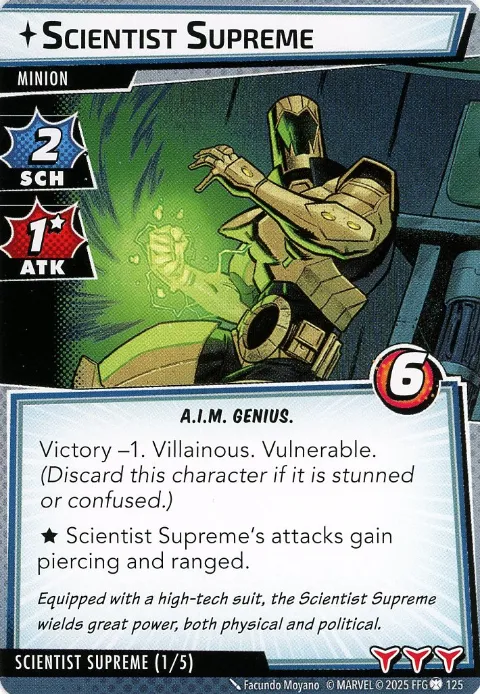 SCIENTIST SUPREME
MINION
2
SCH
1
ATK
6
A.I.M. GENIUS.
Victory –1. Villainous. Vulnerable.
(Discard this character if it is stunned
or confused.)
★ Scientist Supreme's attacks gain
piercing and ranged.
Equipped with a high-tech suit, the Scientist Supreme
wields great power, both physical and political.
SCIENTIST SUPREME (1/5)
Facundo Moyano © MARVEL © 2025 FFG 125